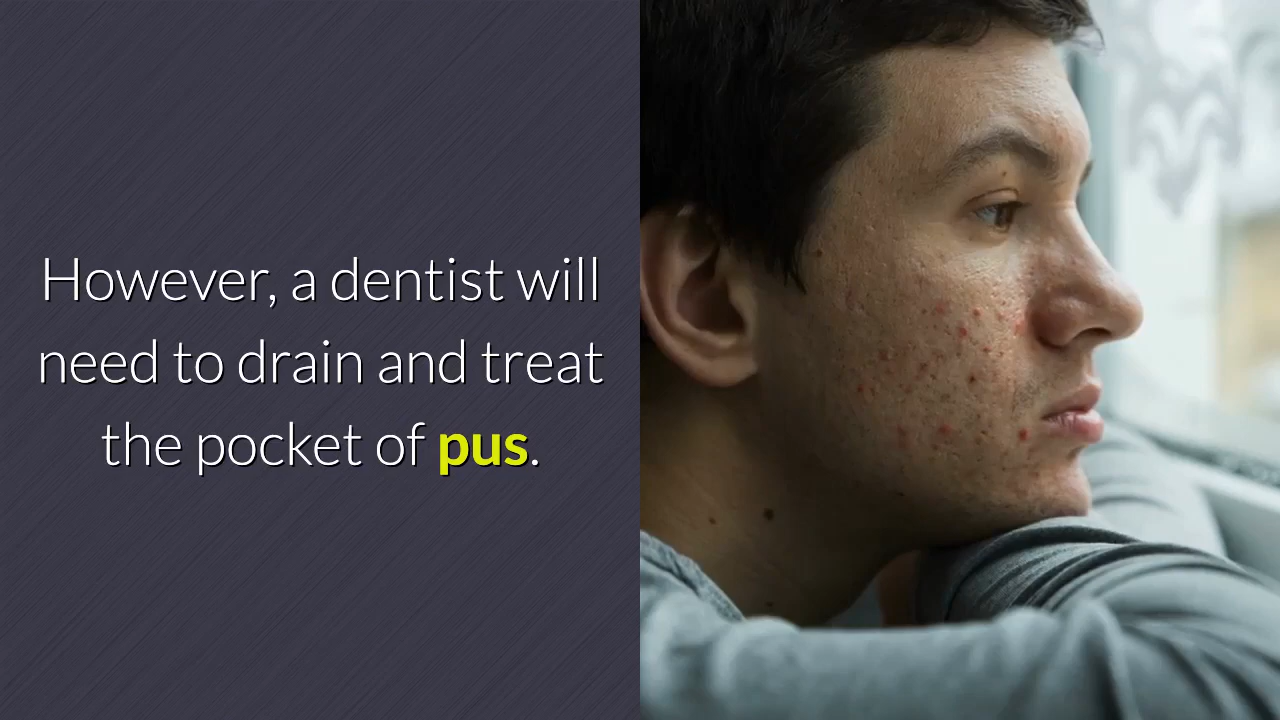 However, a dentist will
need to drain and treat
the pocket of pus.